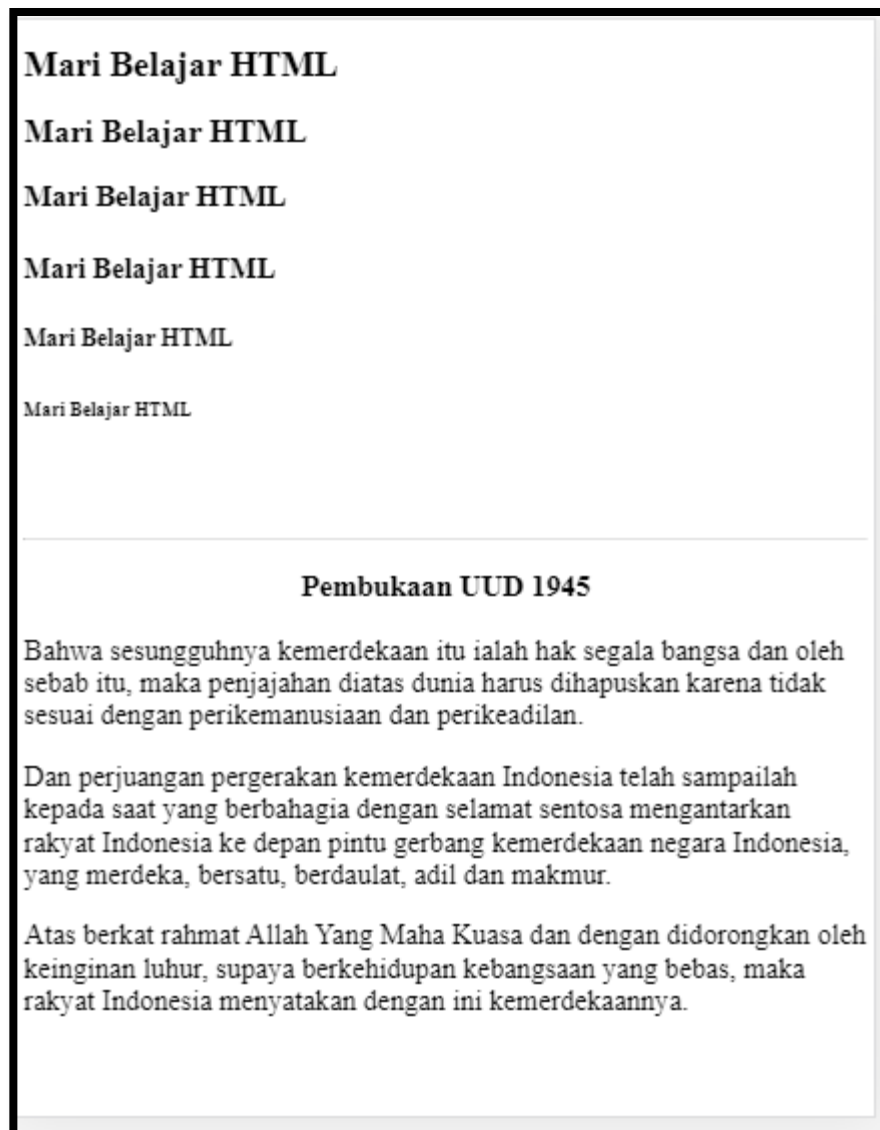 Mari Belajar HTML
Mari Belajar HTML
Mari Belajar HTML
Mari Belajar HTML
Mari Belajar HTML
Mari Belajar HTML
Pembukaan UUD 1945
Bahwa sesungguhnya kemerdekaan itu ialah hak segala bangsa dan oleh
sebab itu, maka penjajahan diatas dunia harus dihapuskan karena tidak
sesuai dengan perikemanusiaan dan perikeadilan.
Dan perjuangan pergerakan kemerdekaan Indonesia telah sampailah
kepada saat yang berbahagia dengan selamat sentosa mengantarkan
rakyat Indonesia ke depan pintu gerbang kemerdekaan negara Indonesia,
yang merdeka, bersatu, berdaulat, adil dan makmur.
Atas berkat rahmat Allah Yang Maha Kuasa dan dengan didorongkan oleh
keinginan luhur, supaya berkehidupan kebangsaan yang bebas, maka
rakyat Indonesia menyatakan dengan ini kemerdekaannya.